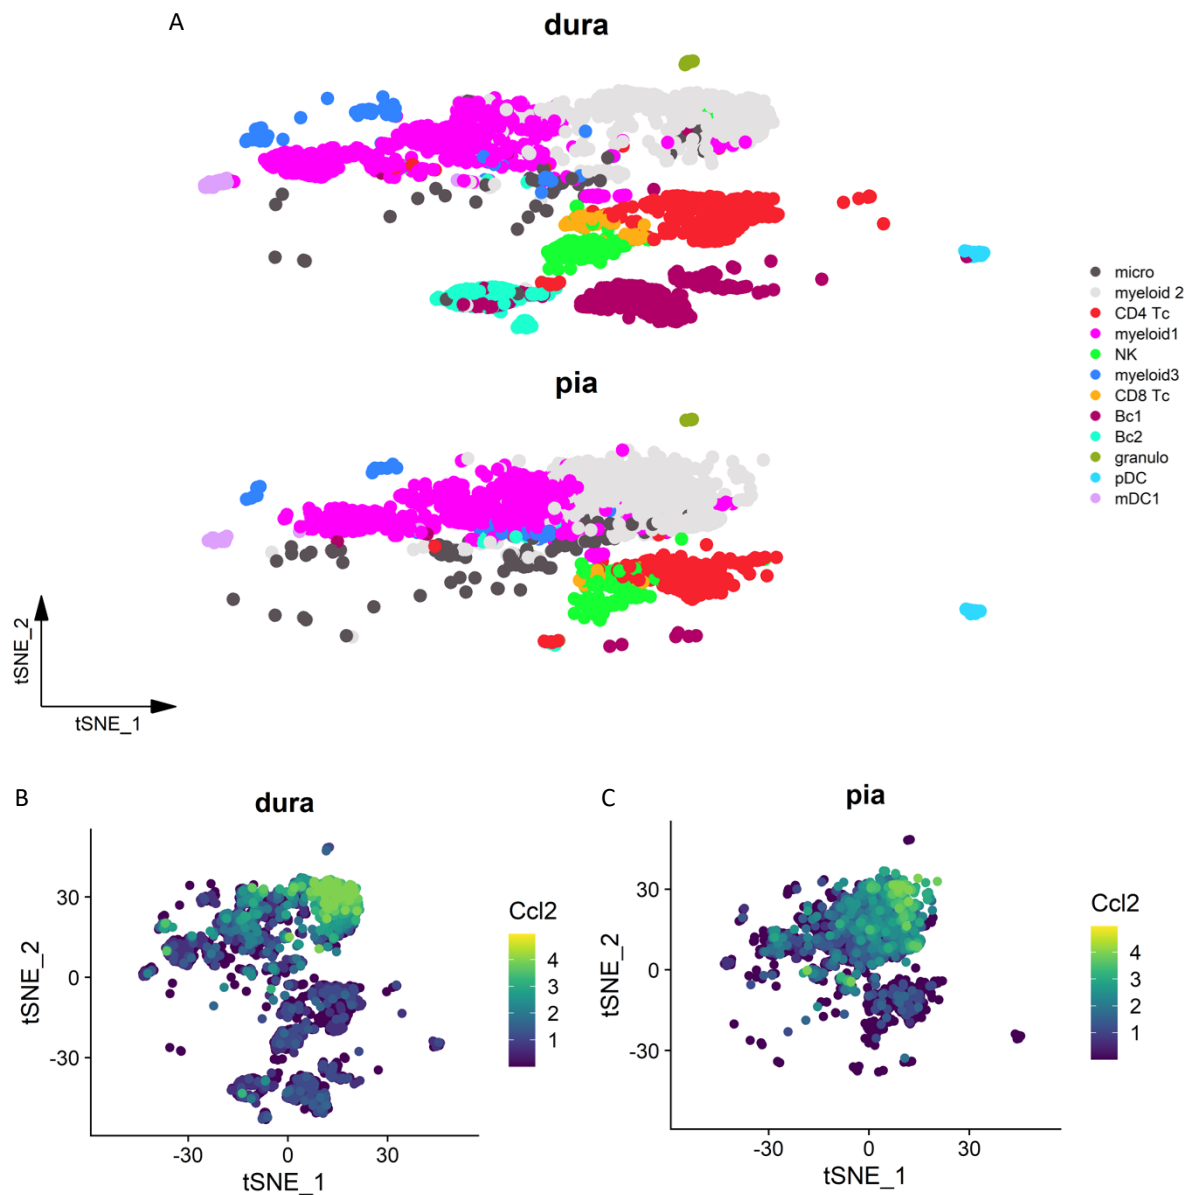 A
dura
micro
myeloid 2
CD4 Tc
myeloid1
NK
myeloid3
CD8 Tc
Bc1
Bc2
granulo
pDC
mDC1
pia
tSNE_2
tSNE_1
B
dura
30
0
-30
tSNE_2
-30
0
30
tSNE_1
Ccl2
4
3
2
1
C
pia
30
0
-30
tSNE_2
-30
0
30
tSNE_1
Ccl2
4
3
2
1